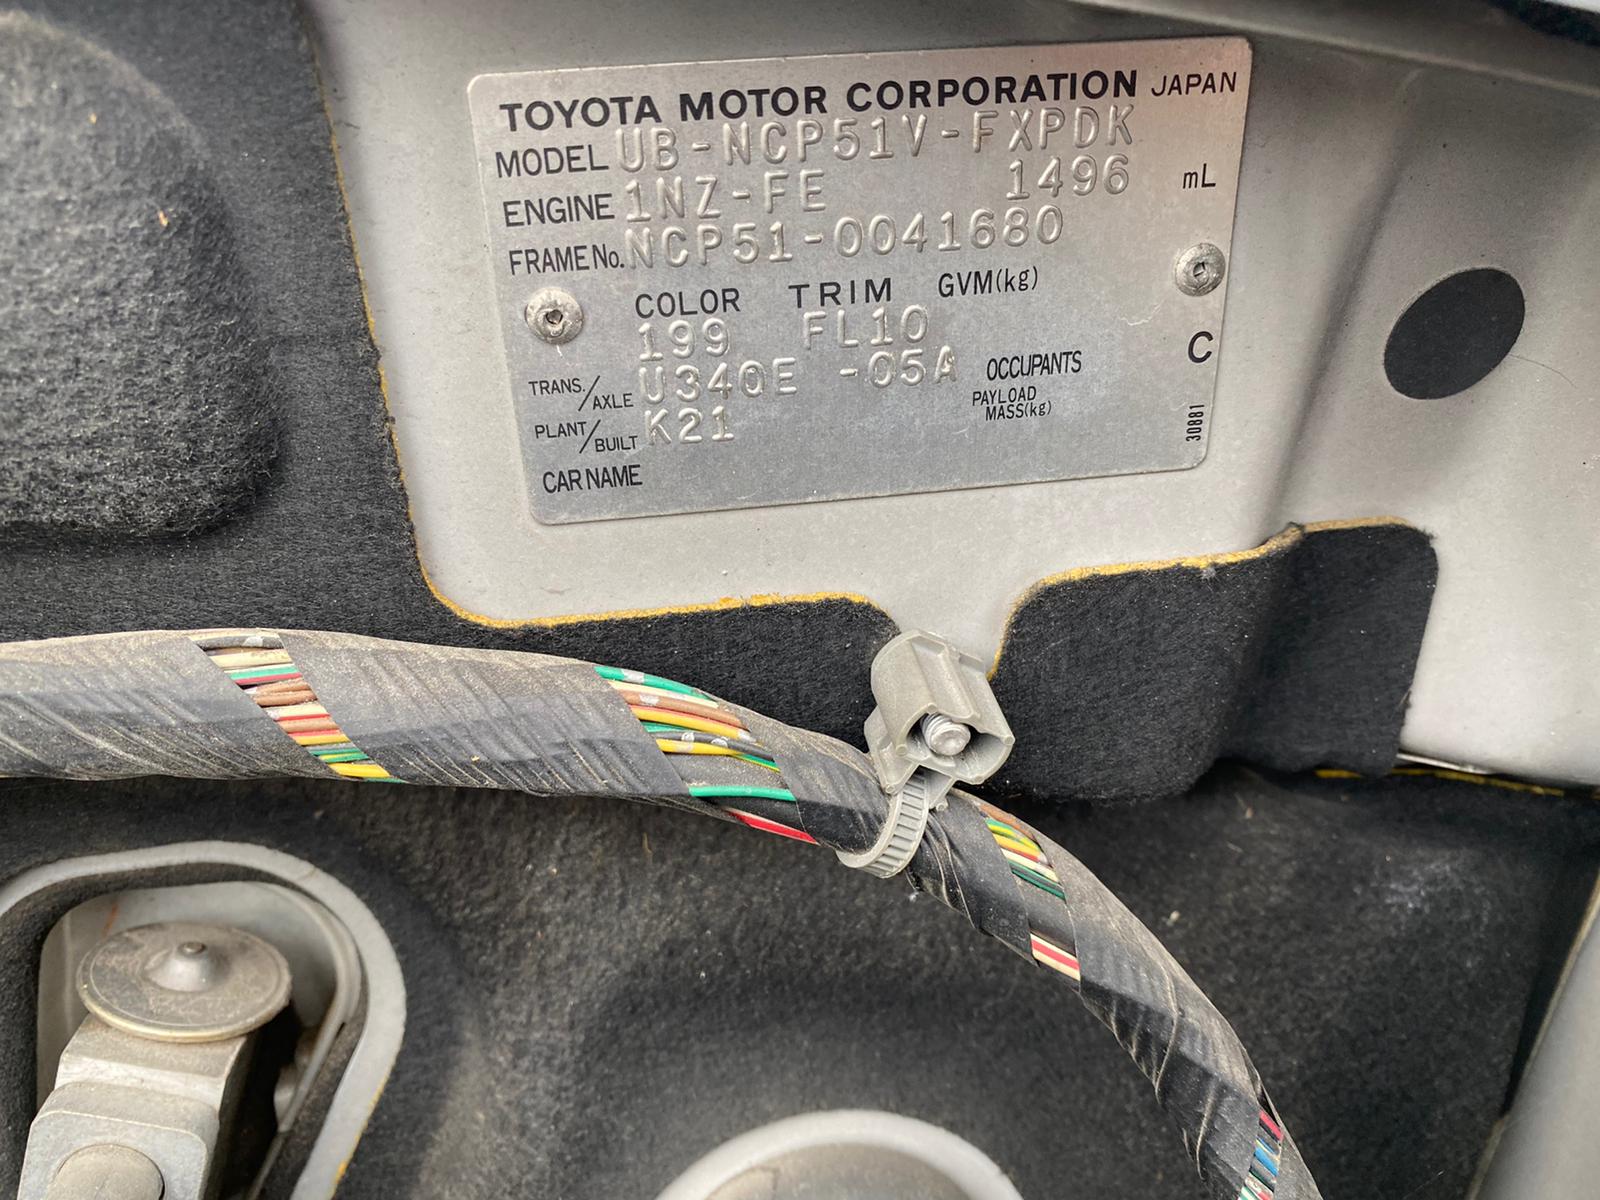 TOYOTA MOTOR CORPORATION JAPAN
MODEL UB-NCP51V-FXPDK
ENGINE 1NZ-FE 1496 mL
FRAME No. NCP51-0041680
COLOR TRIM GVM(kg)
199 FL10
C
TRANS./AXLE U340E -05A OCCUPANTS
PAYLOAD MASS(kg)
PLANT/BUILT K21
CAR NAME
30881